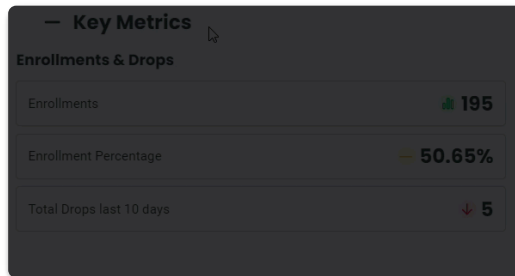 Key Metrics
Enrollments & Drops
Enrollments 195
Enrollment Percentage 50.65%
Total Drops last 10 days 5